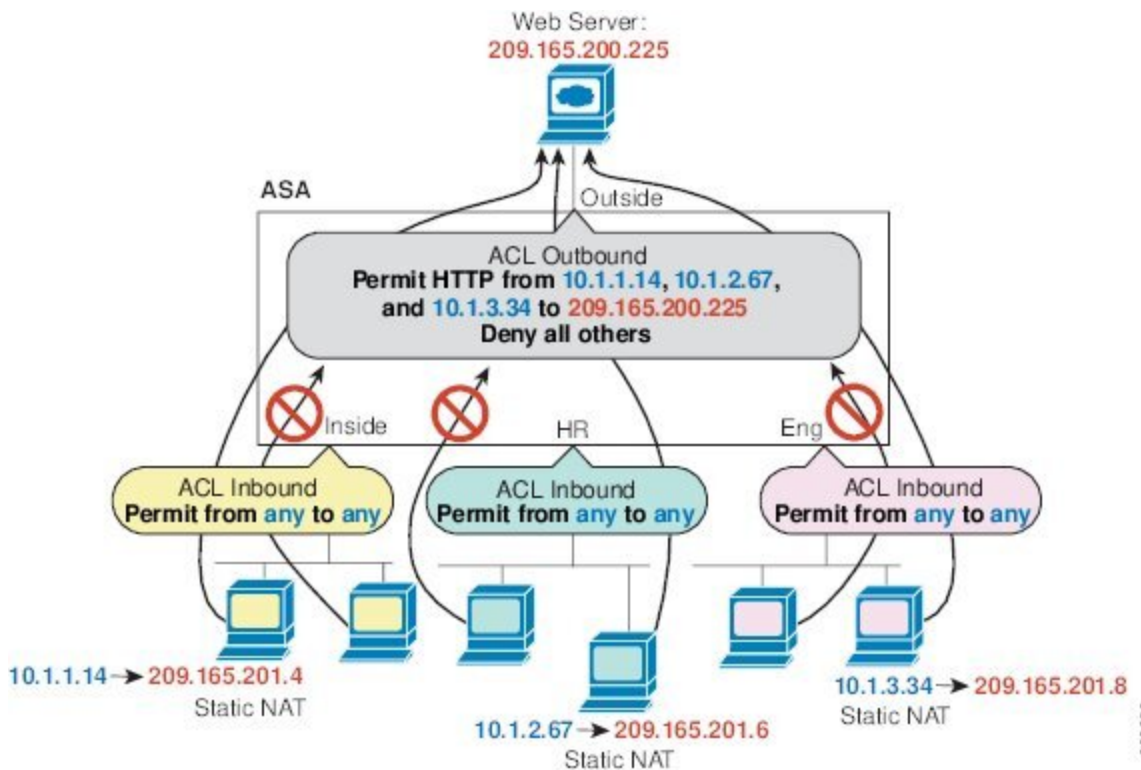 Web Server:
209.165.200.225
ASA
Outside
ACL Outbound
Permit HTTP from 10.1.1.14, 10.1.2.67,
and 10.1.3.34 to 209.165.200.225
Deny all others
Inside
HR
Eng
ACL Inbound
Permit from any to any
ACL Inbound
Permit from any to any
ACL Inbound
Permit from any to any
10.1.1.14 → 209.165.201.4
Static NAT
10.1.2.67 → 209.165.201.6
Static NAT
10.1.3.34 → 209.165.201.8
Static NAT